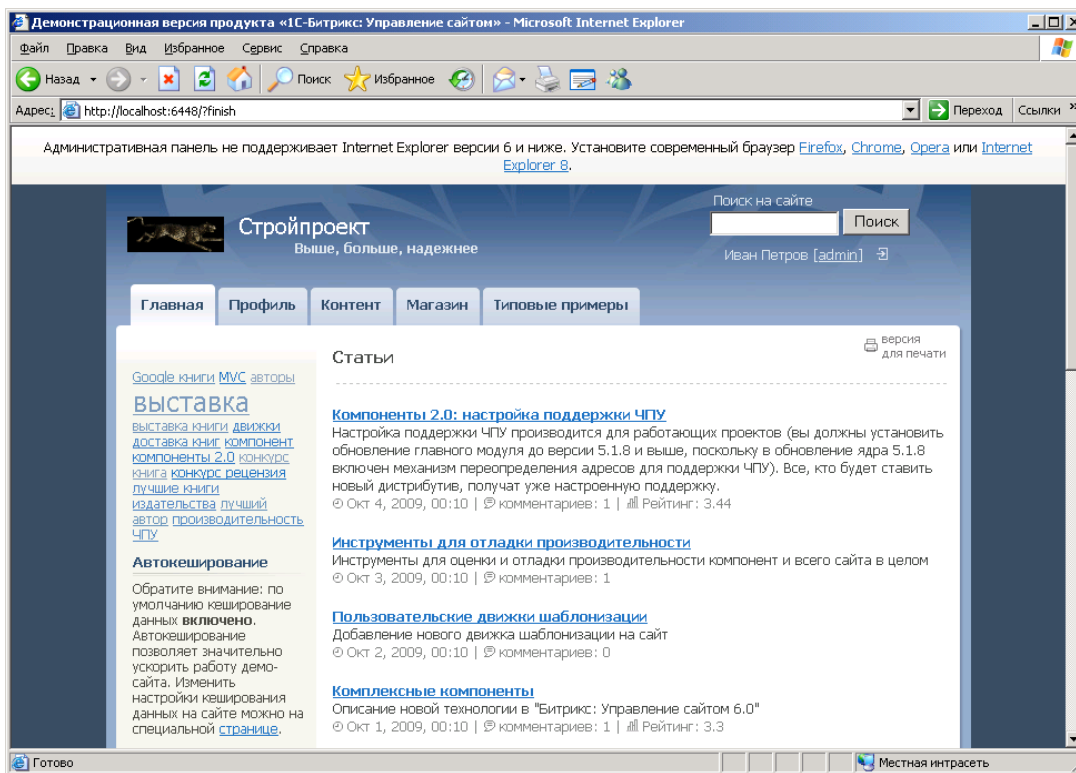 Демонстрационная версия продукта «1С-Битрикс: Управление сайтом» - Microsoft Internet Explorer
Файл Правка Вид Избранное Сервис Справка
Назад Поиск Избранное
Адрес: http://localhost:6448/?finish Переход Ссылки »
Административная панель не поддерживает Internet Explorer версии 6 и ниже. Установите современный браузер Firefox, Chrome, Opera или Internet
Explorer 8.
Поиск на сайте
Стройпроект
Поиск
Выше, больше, надежнее
Иван Петров [admin]
Главная Профиль Контент Магазин Типовые примеры
версия
для печати
Статьи
Google книги MVC авторы
выставка
выставка книги движки
доставка книг компонент
компоненты 2.0 конкурс
книга конкурс рецензия
лучшие книги
издательства лучший
автор производительность
ЧПУ
Автокеширование
Обратите внимание: по
умолчанию кеширование
данных включено.
Автокеширование
позволяет значительно
ускорить работу демо-
сайта. Изменить
настройки кеширования
данных на сайте можно на
специальной странице.
Компоненты 2.0: настройка поддержки ЧПУ
Настройка поддержки ЧПУ производится для работающих проектов (вы должны установить
обновление главного модуля до версии 5.1.8 и выше, поскольку в обновление ядра 5.1.8
включен механизм переопределения адресов для поддержки ЧПУ). Все, кто будет ставить
новый дистрибутив, получат уже настроенную поддержку.
Окт 4, 2009, 00:10 | комментариев: 1 | Рейтинг: 3.44
Инструменты для отладки производительности
Инструменты для оценки и отладки производительности компонент и всего сайта в целом
Окт 3, 2009, 00:10 | комментариев: 1
Пользовательские движки шаблонизации
Добавление нового движка шаблонизации на сайт
Окт 2, 2009, 00:10 | комментариев: 0
Комплексные компоненты
Описание новой технологии в "Битрикс: Управление сайтом 6.0"
Окт 1, 2009, 00:10 | комментариев: 1 | Рейтинг: 3.3
Готово Местная интрасеть